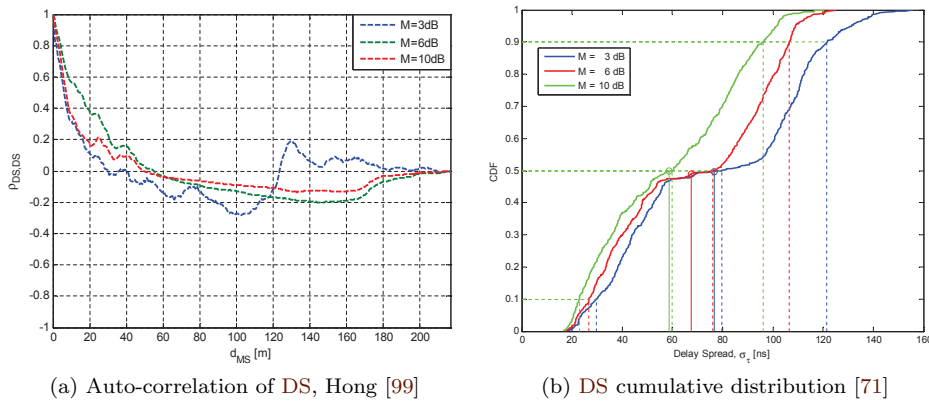 M=3dB
M=6dB
M=10dB
1
0.8
0.6
0.4
0.2
0
-0.2
-0.4
-0.6
-0.8
-1
0 20 40 60 80 100 120 140 160 180 200
ρDS,DS
dMS [m]
(a) Auto-correlation of DS, Hong [99]
M = 3 dB
M = 6 dB
M = 10 dB
1
0.9
0.8
0.7
0.6
0.5
0.4
0.3
0.2
0.1
0
0 20 40 60 80 100 120 140 160
CDF
Delay Spread, στ [ns]
(b) DS cumulative distribution [71]